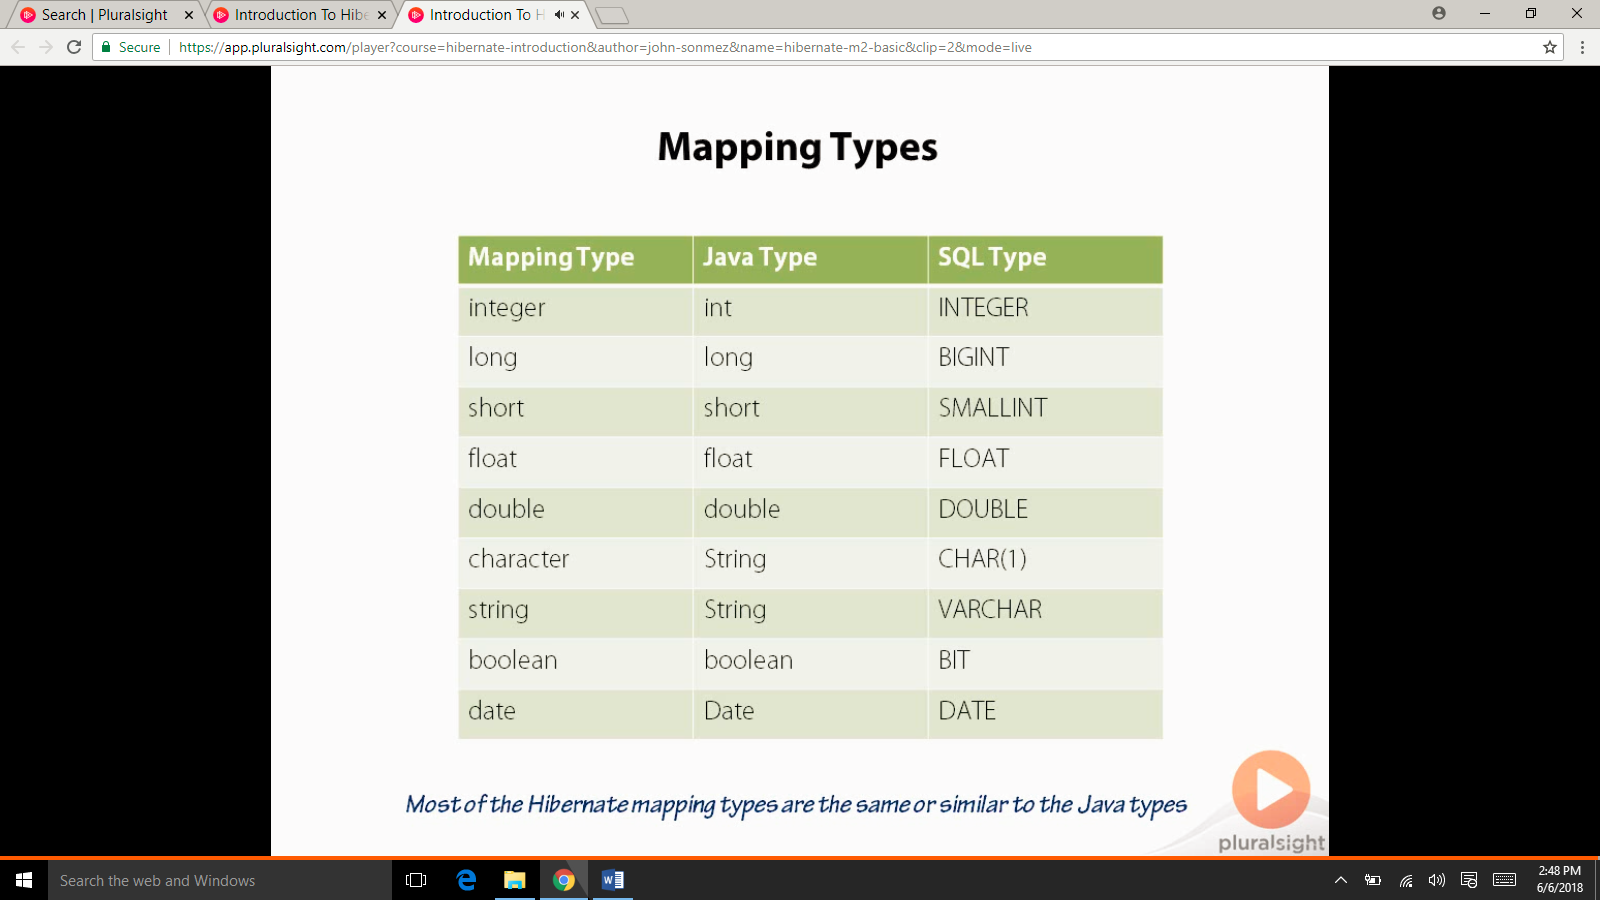 Search | Pluralsight
Introduction To Hibe
Introduction To H
Secure
https://app.pluralsight.com/player?course=hibernate-introduction&author=john-sonmez&name=hibernate-m2-basic&clip=2&mode=live
Mapping Types
Mapping Type Java Type SQL Type
integer int INTEGER
long long BIGINT
short short SMALLINT
float float FLOAT
double double DOUBLE
character String CHAR(1)
string String VARCHAR
boolean boolean BIT
date Date DATE
Most of the Hibernate mapping types are the same or similar to the Java types
pluralsight
Search the web and Windows
2:48 PM
6/6/2018